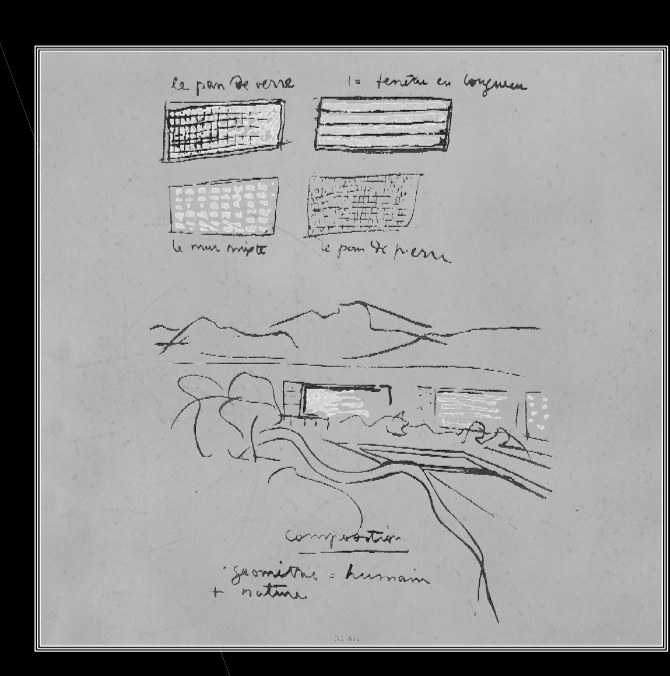 le pan de verre
la fenêtre en longueur
le mur mixte
le pan de pierre
composition
géométrie = humain
+ nature